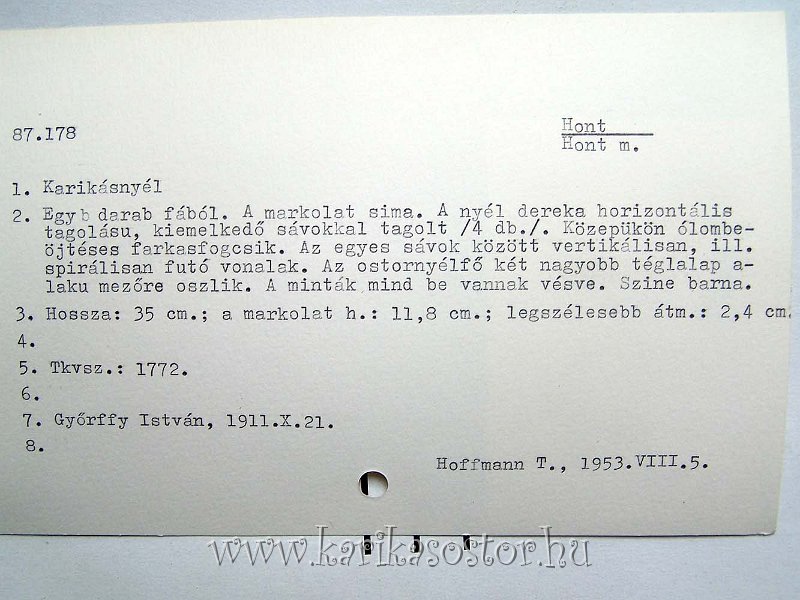 87.178
Hont
Hont m.
1. Karikásnyél
2. Egy b darab fából. A markolat sima. A nyél dereka horizontális
tagolásu, kiemelkedő sávokkal tagolt /4 db./. Közepükön ólombe-
öjtéses farkasfogcsik. Az egyes sávok között vertikálisan, ill.
spirálisan futó vonalak. Az ostornyélfő két nagyobb téglalap a-
laku mezőre oszlik. A minták mind be vannak vésve. Szine barna.
3. Hossza: 35 cm.; a markolat h.: 11,8 cm.; legszélesebb átm.: 2,4 cm.
4.
5. Tkvsz.: 1772.
6.
7. Győrffy István, 1911.X.21.
8.
Hoffmann T., 1953.VIII.5.
www.karikasostor.hu